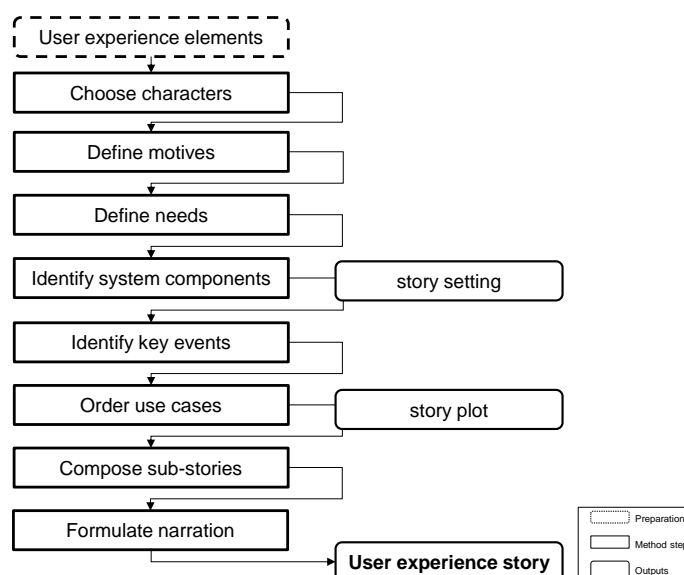 User experience elements
Choose characters
Define motives
Define needs
Identify system components
story setting
Identify key events
Order use cases
story plot
Compose sub-stories
Formulate narration
User experience story
Preparation
Method step
Outputs